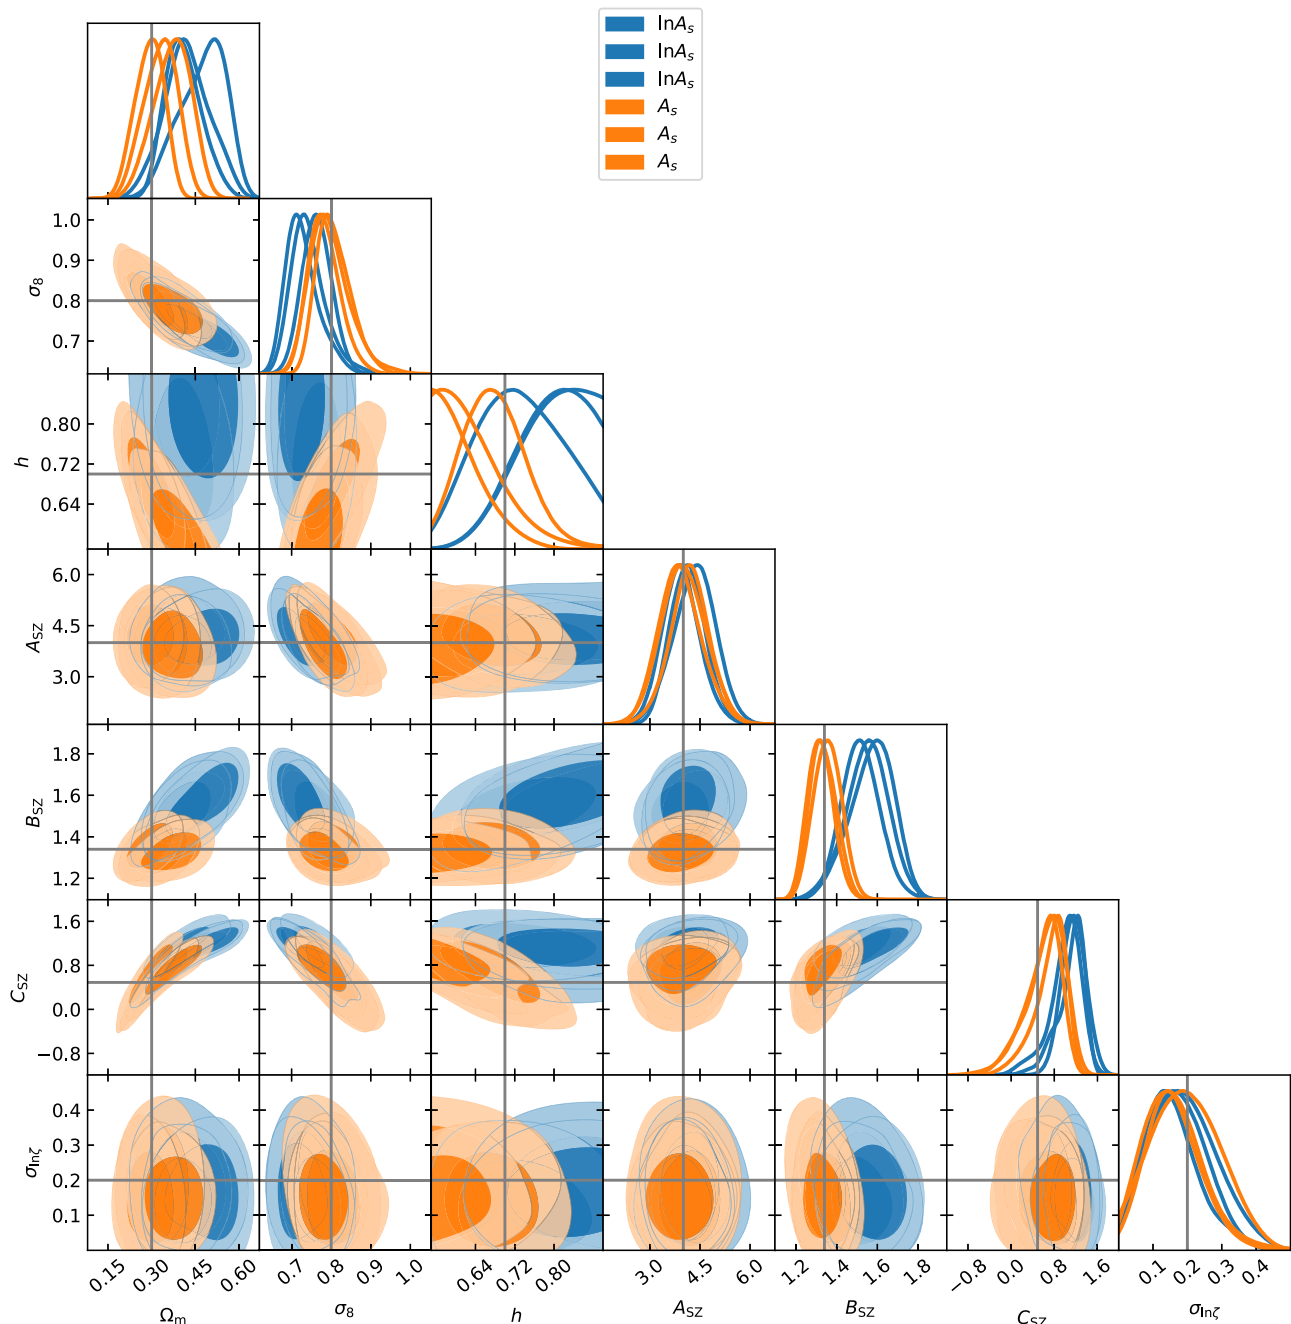 lnA_s
lnA_s
lnA_s
A_s
A_s
A_s
1.0
0.9
0.8
0.7
σ_8
0.80
0.72
0.64
h
6.0
4.5
3.0
A_SZ
1.8
1.6
1.4
1.2
B_SZ
1.6
0.8
0.0
−0.8
C_SZ
0.4
0.3
0.2
0.1
σ_lnζ
0.15 0.30 0.45 0.60 0.7 0.8 0.9 1.0 0.64 0.72 0.80 3.0 4.5 6.0 1.2 1.4 1.6 1.8 −0.8 0.0 0.8 1.6 0.1 0.2 0.3 0.4
Ω_m σ_8 h A_SZ B_SZ C_SZ σ_lnζ